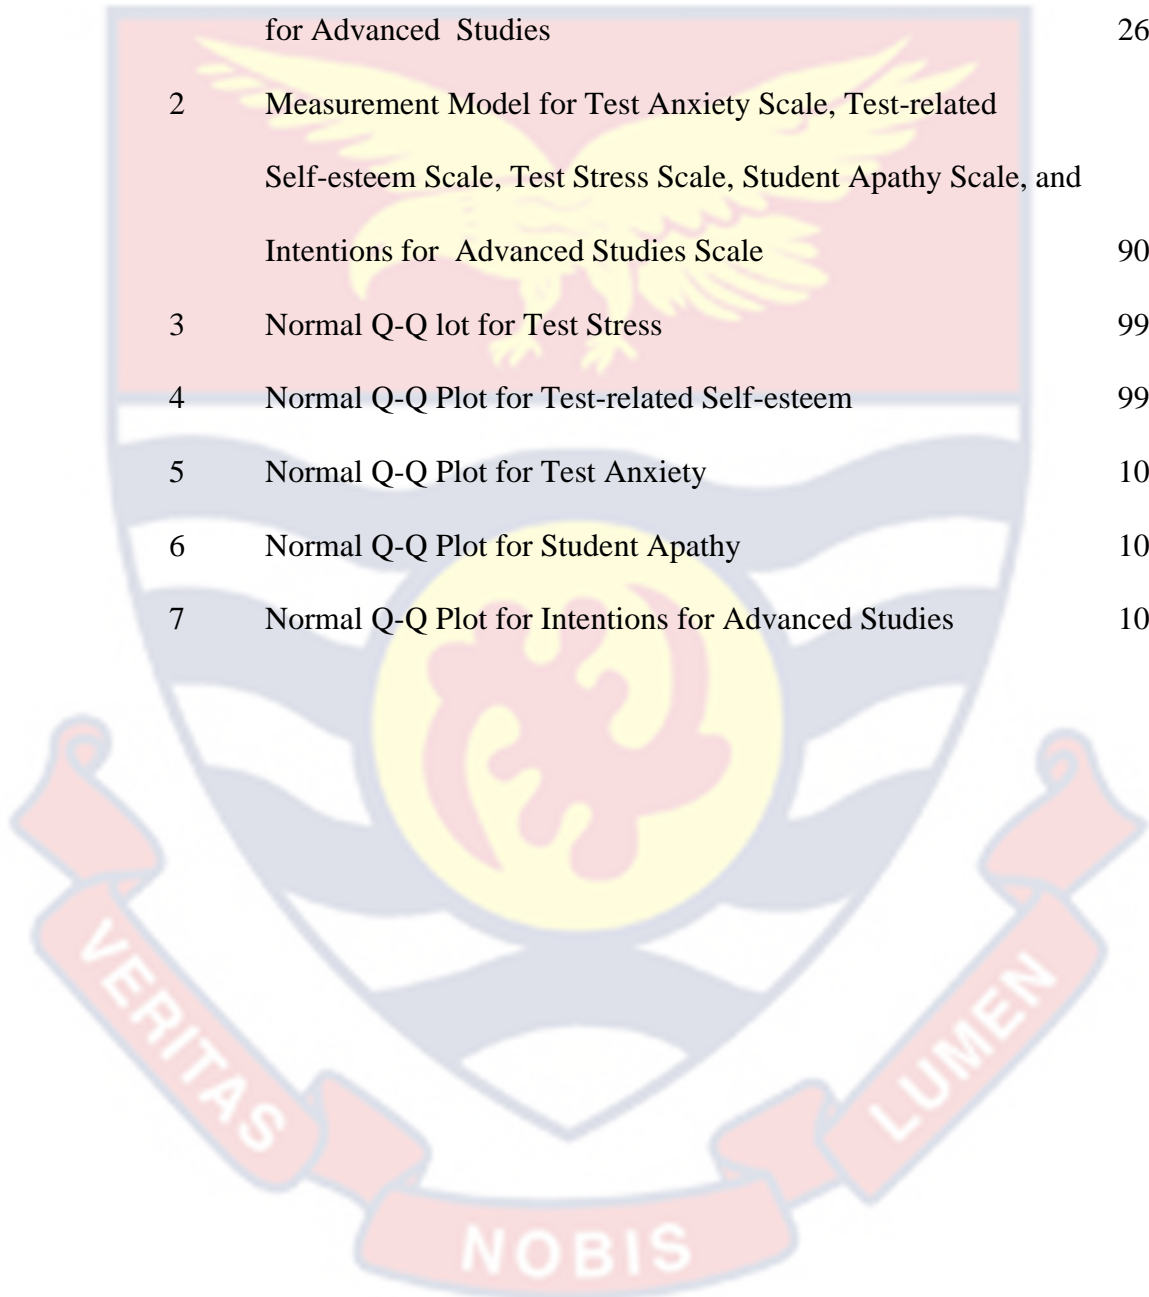 for Advanced  Studies 26
2 Measurement Model for Test Anxiety Scale, Test-related
Self-esteem Scale, Test Stress Scale, Student Apathy Scale, and
Intentions for  Advanced Studies Scale 90
3 Normal Q-Q lot for Test Stress 99
4 Normal Q-Q Plot for Test-related Self-esteem 99
5 Normal Q-Q Plot for Test Anxiety 10
6 Normal Q-Q Plot for Student Apathy 10
7 Normal Q-Q Plot for Intentions for Advanced Studies 10
VERITAS
NOBIS
LUMEN